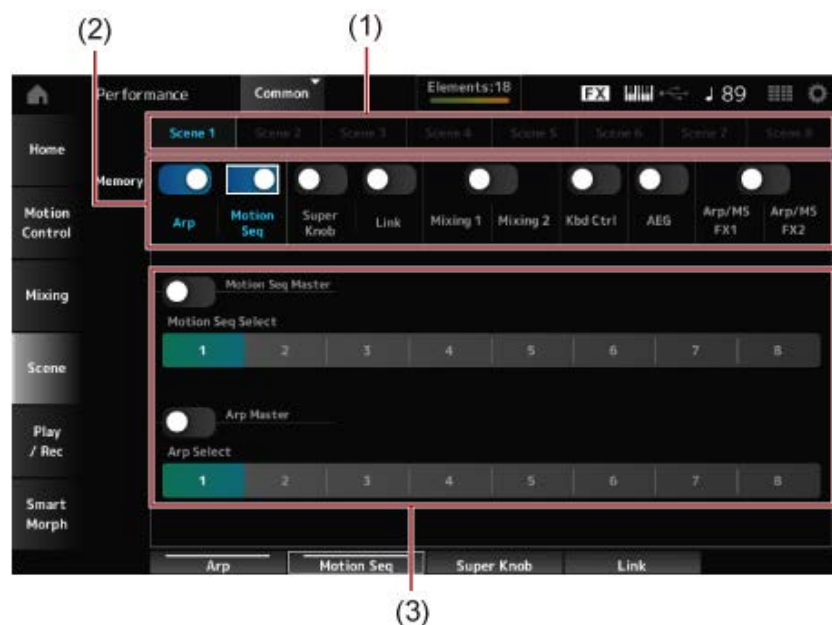 (2) (1)
Performance Common Elements:18 FX 89
Scene 1 Scene 2 Scene 3 Scene 4 Scene 5 Scene 6 Scene 7 Scene 8
Home
Memory
Arp Motion Seq Super Knob Link Mixing 1 Mixing 2 Kbd Ctrl AEG Arp/MS FX1 Arp/MS FX2
Motion Control
Motion Seq Master
Mixing
Motion Seq Select
1 2 3 4 5 6 7 8
Scene
Arp Master
Play / Rec
Arp Select
1 2 3 4 5 6 7 8
Smart Morph
Arp Motion Seq Super Knob Link
(3)